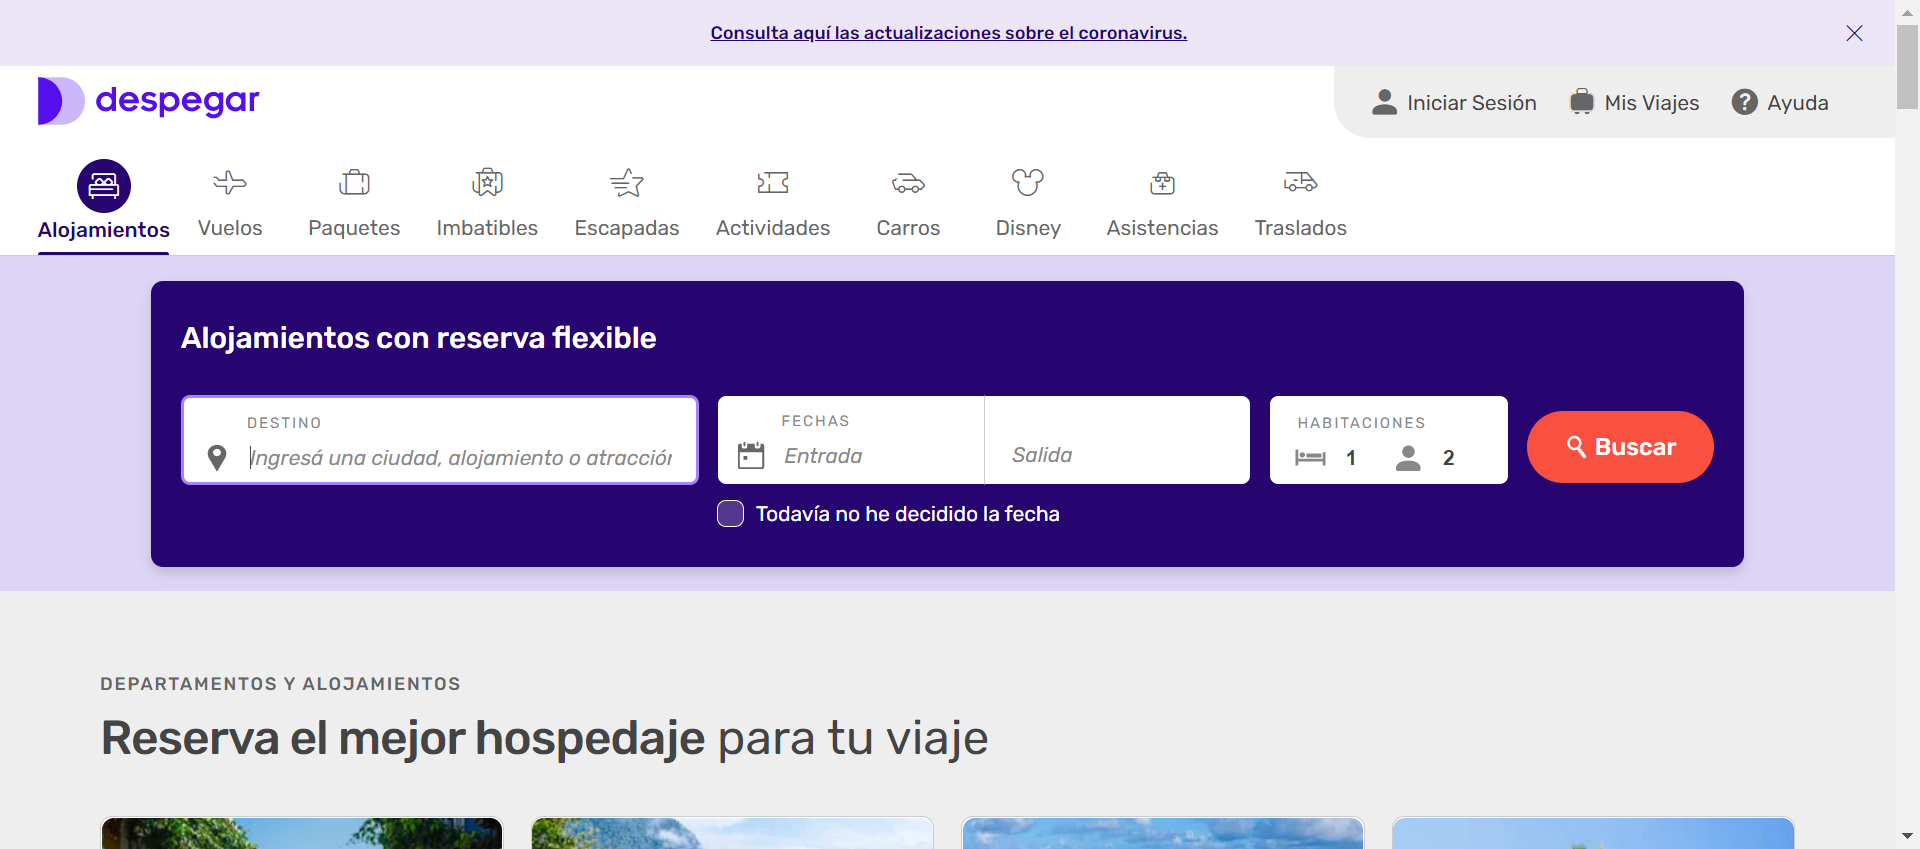 Consulta aquí las actualizaciones sobre el coronavirus.
despegar
Iniciar Sesión
Mis Viajes
Ayuda
Alojamientos
Vuelos
Paquetes
Imbatibles
Escapadas
Actividades
Carros
Disney
Asistencias
Traslados
Alojamientos con reserva flexible
DESTINO
Ingresá una ciudad, alojamiento o atracción
FECHAS
Entrada
Salida
HABITACIONES
1
2
Buscar
Todavía no he decidido la fecha
DEPARTAMENTOS Y ALOJAMIENTOS
Reserva el mejor hospedaje para tu viaje